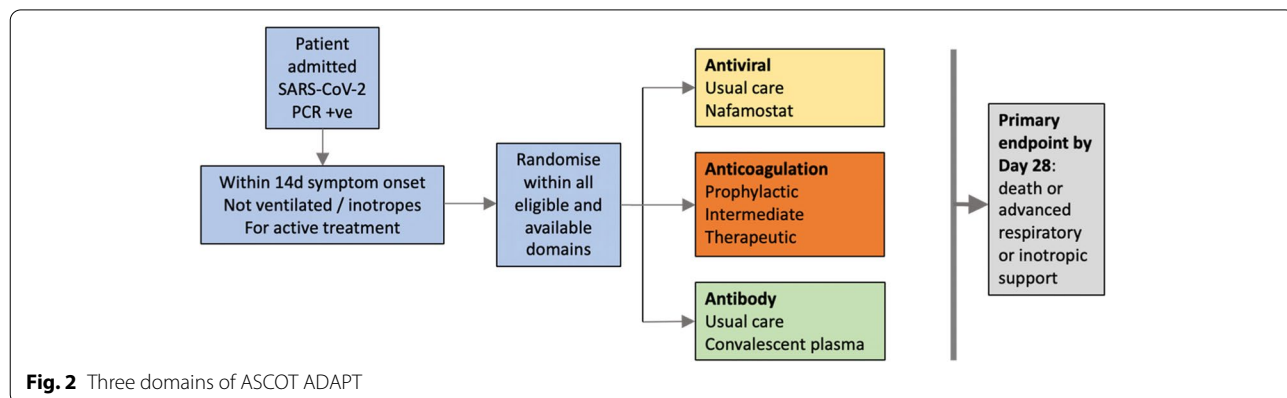 Patient
admitted
SARS-CoV-2
PCR +ve
Within 14d symptom onset
Not ventilated / inotropes
For active treatment
Randomise
within all
eligible and
available
domains
Antiviral
Usual care
Nafamostat
Anticoagulation
Prophylactic
Intermediate
Therapeutic
Antibody
Usual care
Convalescent plasma
Primary
endpoint by
Day 28:
death or
advanced
respiratory
or inotropic
support
Fig. 2 Three domains of ASCOT ADAPT